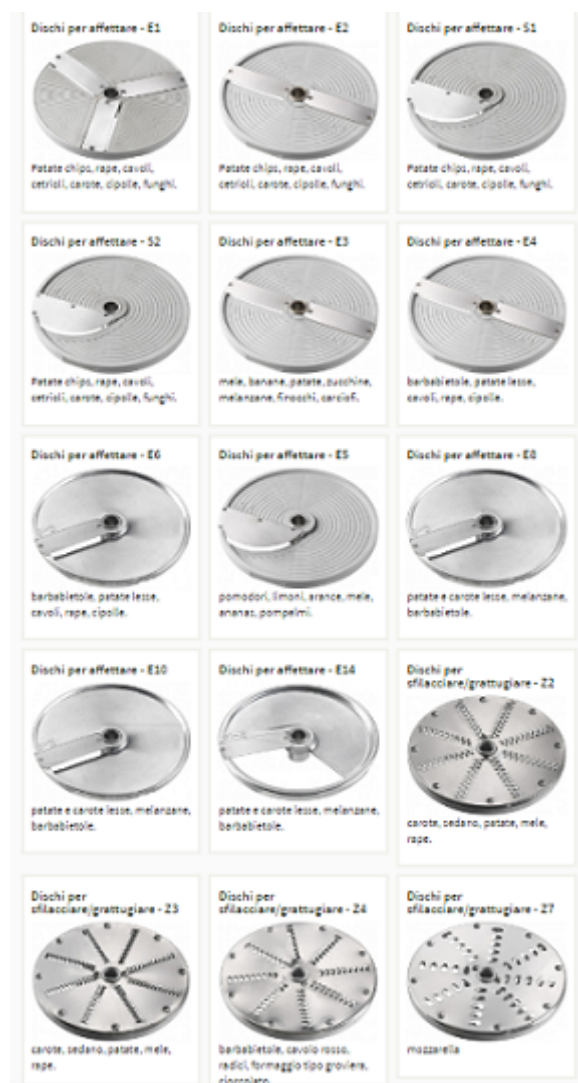 Dischi per affettare - E1
Patate chips, rape, cavoli,
cetrioli, carote, cipolle, funghi.
Dischi per affettare - E2
Patate chips, rape, cavoli,
cetrioli, carote, cipolle, funghi.
Dischi per affettare - S1
Patate chips, rape, cavoli,
cetrioli, carote, cipolle, funghi.
Dischi per affettare - S2
Patate chips, rape, cavoli,
cetrioli, carote, cipolle, funghi.
Dischi per affettare - E3
mele, banane, patate, zucchine,
melanzane, finocchi, carciofi.
Dischi per affettare - E4
barbabietole, patate lesse,
cavoli, rape, cipolle.
Dischi per affettare - E6
barbabietole, patate lesse,
cavoli, rape, cipolle.
Dischi per affettare - E5
pomodori, limoni, arance, mele,
ananas, pompelmi.
Dischi per affettare - E8
patate e carote lesse, melanzane,
barbabietole.
Dischi per affettare - E10
patate e carote lesse, melanzane,
barbabietole.
Dischi per affettare - E14
patate e carote lesse, melanzane,
barbabietole.
Dischi per
sfilacciare/grattugiare - Z2
carote, sedano, patate, mele,
rape.
Dischi per
sfilacciare/grattugiare - Z3
carote, sedano, patate, mele,
rape.
Dischi per
sfilacciare/grattugiare - Z4
barbabietole, cavolo rosso,
radici, formaggio tipo groviera,
cioccolato
Dischi per
sfilacciare/grattugiare - Z7
mozzarella